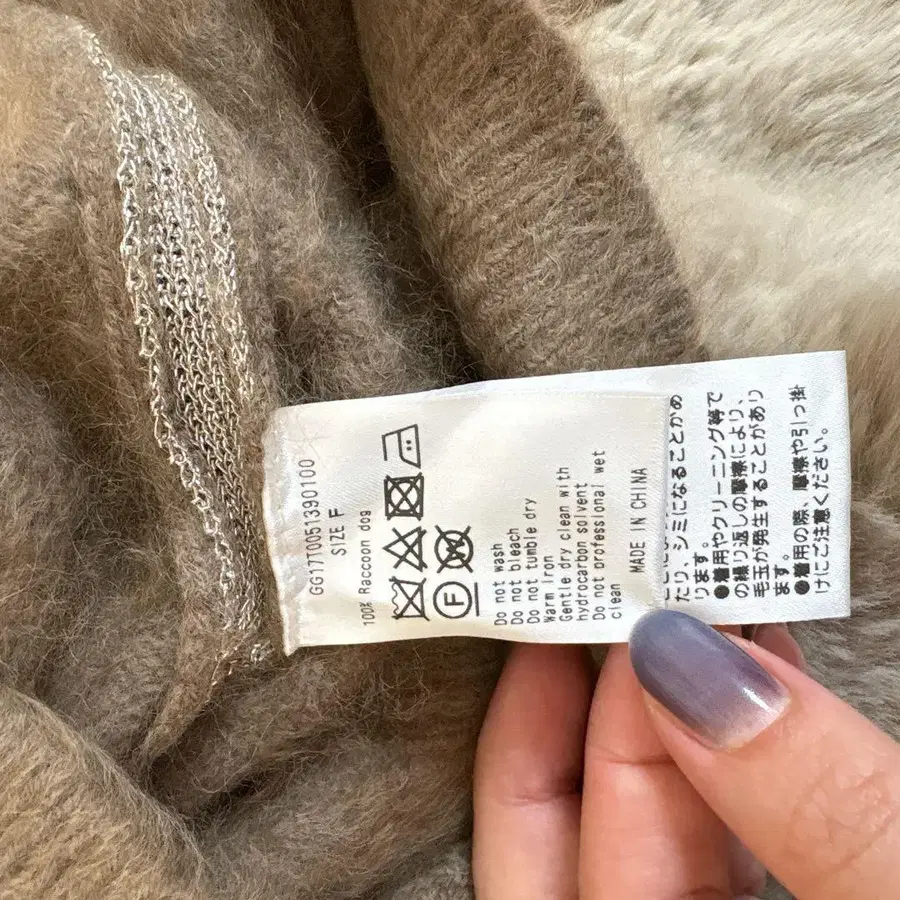 GG17T0051390100
SIZE F
100% Raccoon dog
F
Do not wash
Do not bleach
Do not tumble dry
Warm Iron
Gentle dry clean with
hydrocarbon solvent
Do not professional wet
clean
MADE IN CHINA
たり、シミになることがあ
ります。
●着用やクリーニング等で
の繰り返しの摩擦により、
毛玉が発生することがあり
ます。
●着用の際、摩擦や引っ掛
けにご注意ください。